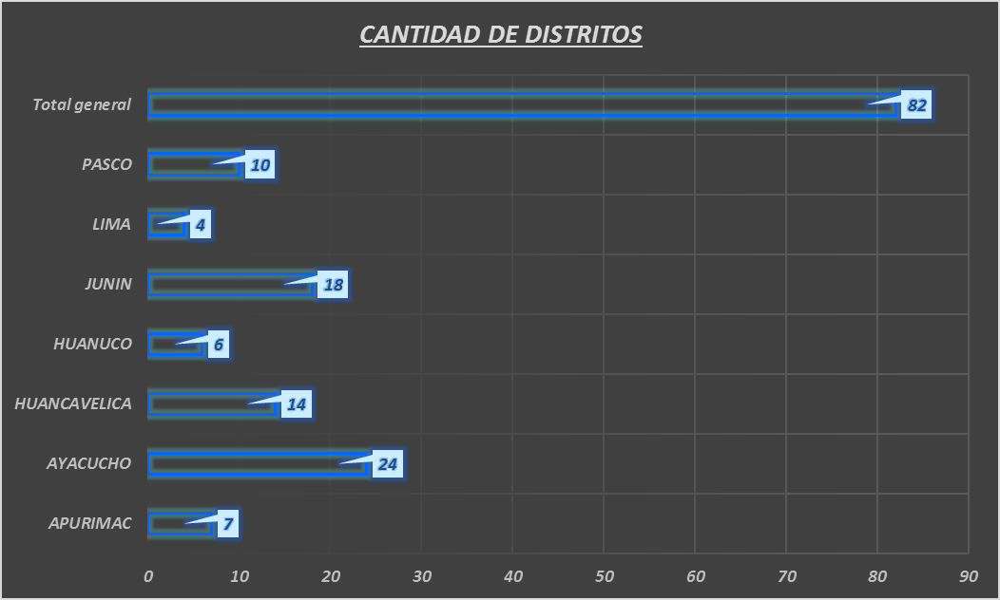 CANTIDAD DE DISTRITOS
Total general 82
PASCO 10
LIMA 4
JUNIN 18
HUANUCO 6
HUANCAVELICA 14
AYACUCHO 24
APURIMAC 7
0 10 20 30 40 50 60 70 80 90